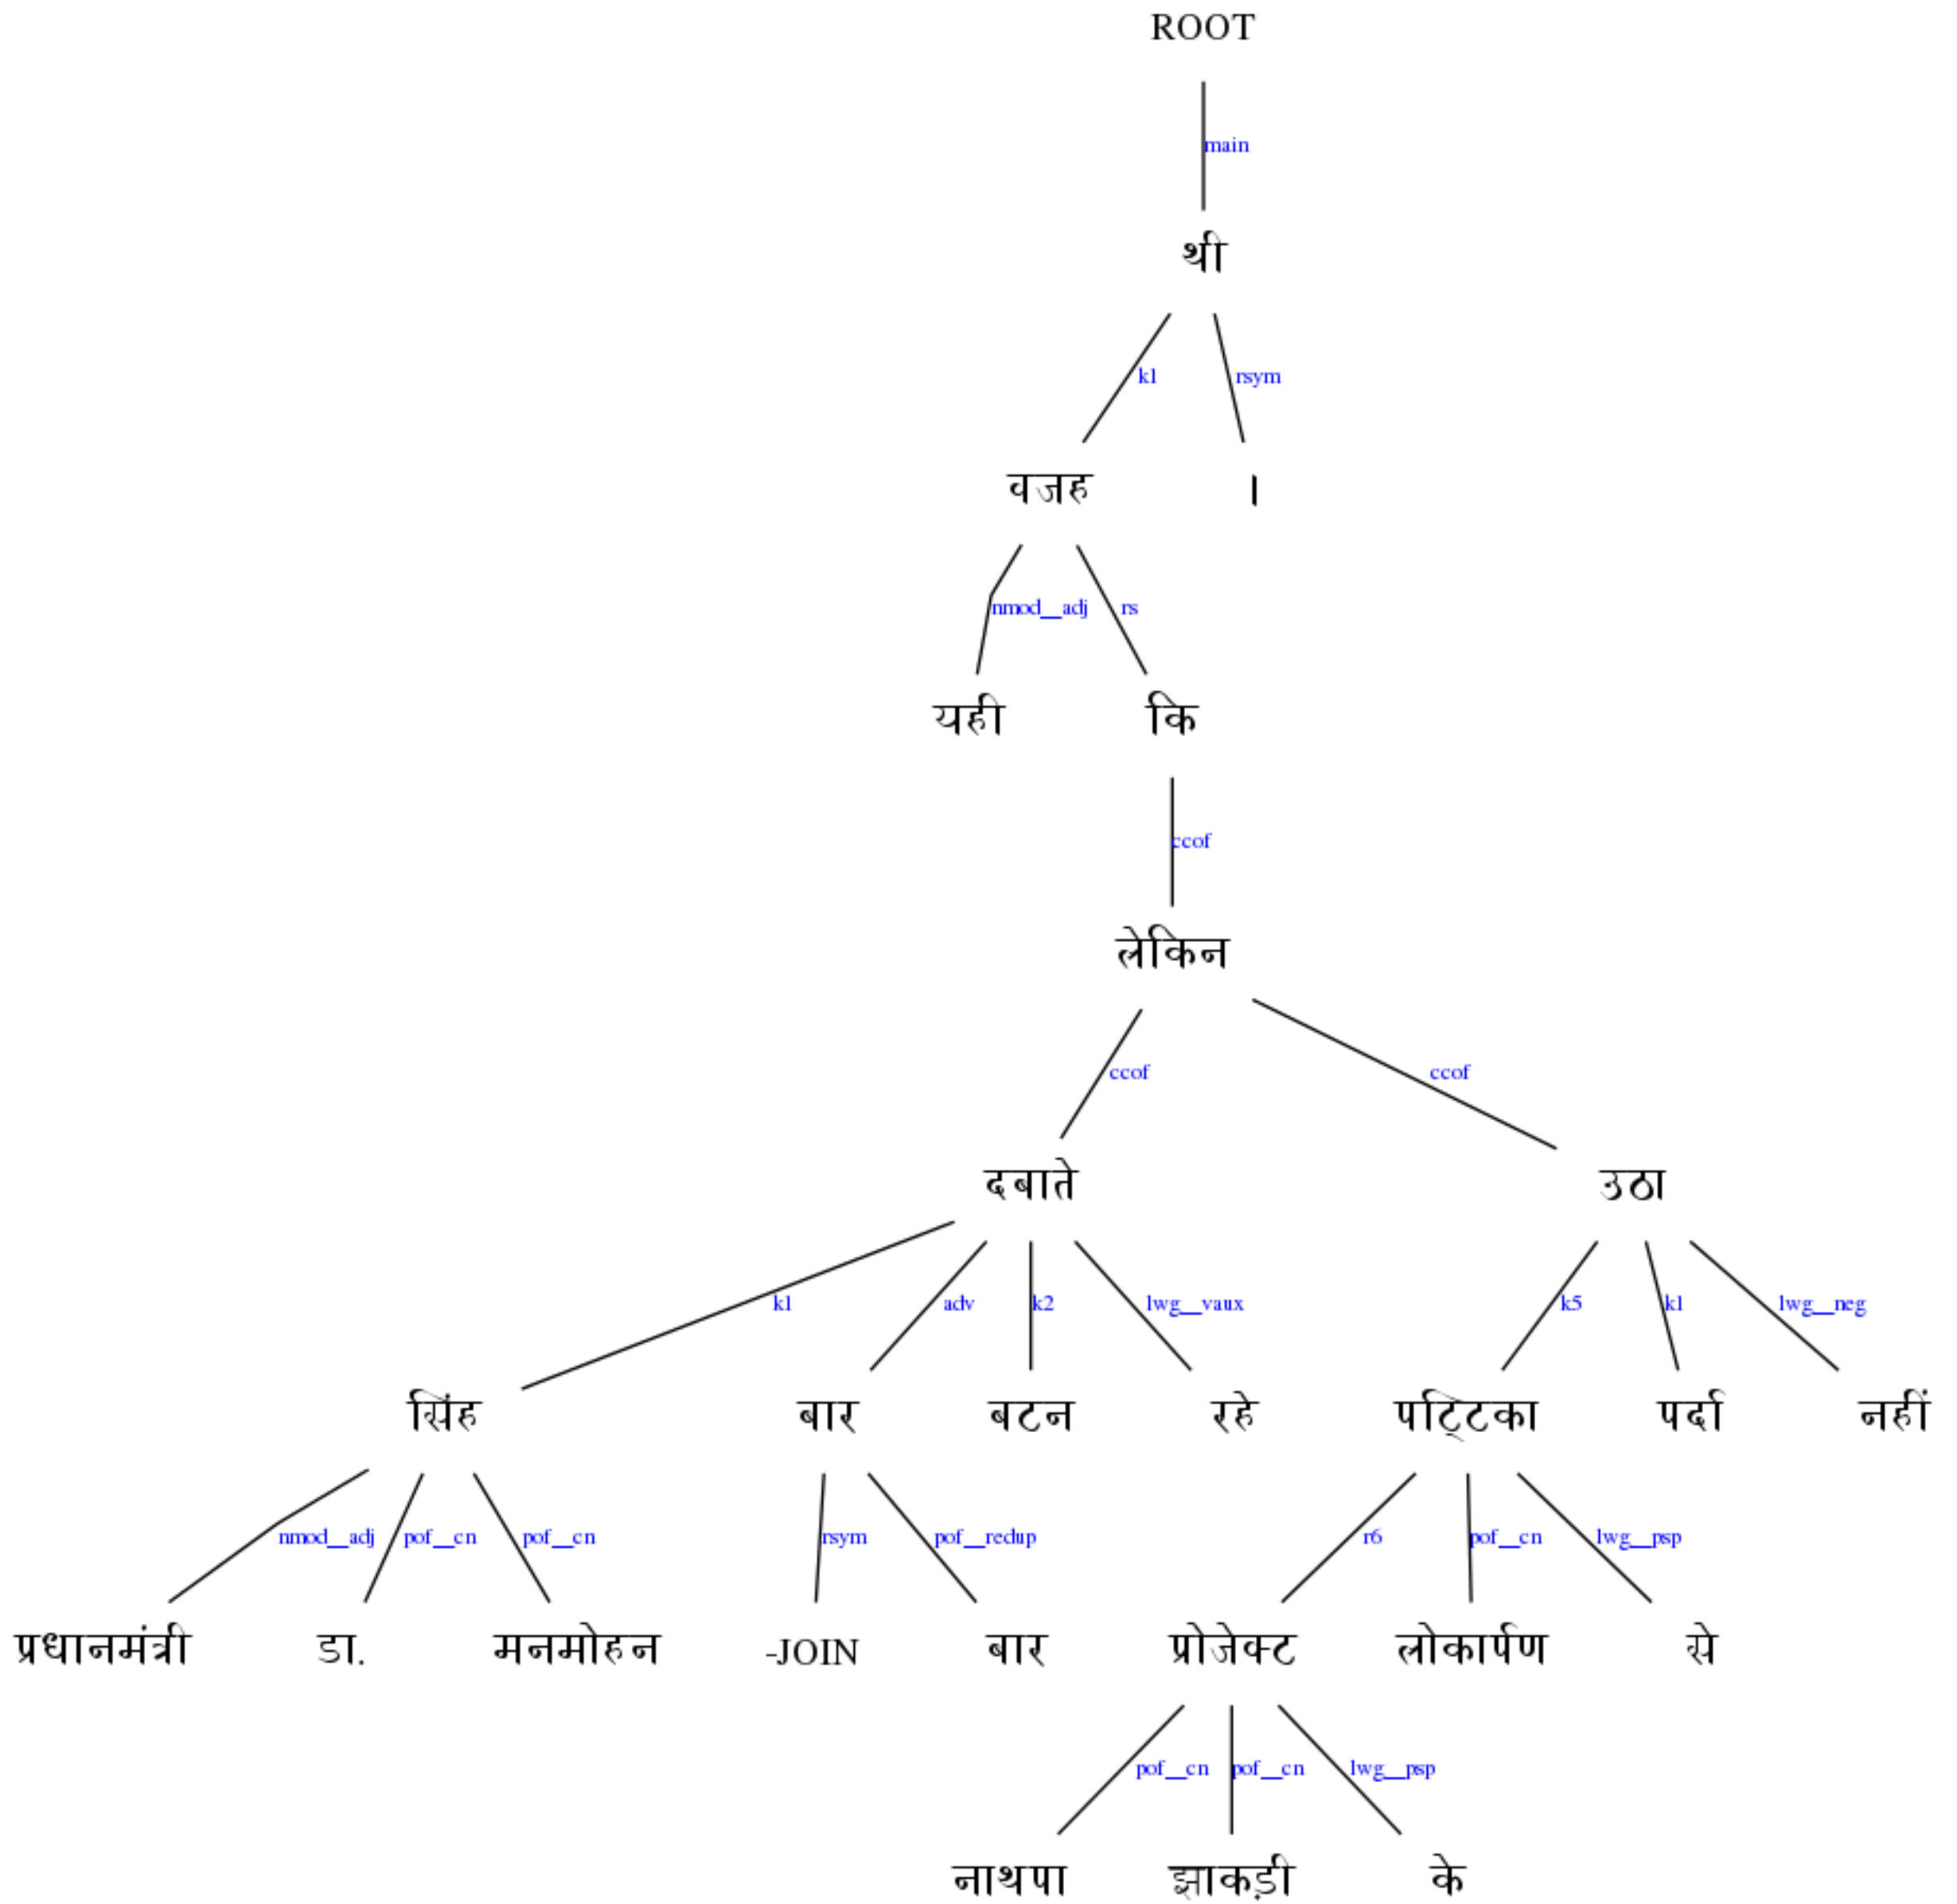 ROOT
main
थी
k1 rsym
वजह ।
nmod__adj rs
यही कि
ccof
लेकिन
ccof ccof
दबाते उठा
k1 adv k2 lwg__vaux k5 k1 lwg__neg
सिंह बार बटन रहे पट्टिका पर्दा नहीं
nmod__adj pof__cn pof__cn rsym pof__redup r6 pof__cn lwg__psp
प्रधानमंत्री डा. मनमोहन -JOIN बार प्रोजेक्ट लोकार्पण से
pof__cn pof__cn lwg__psp
नाथपा झाकड़ी के